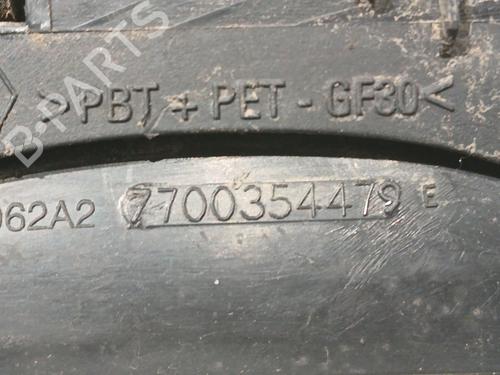 >PBT + PET - GF30<
062A2 7700354479 E
B-PARTS